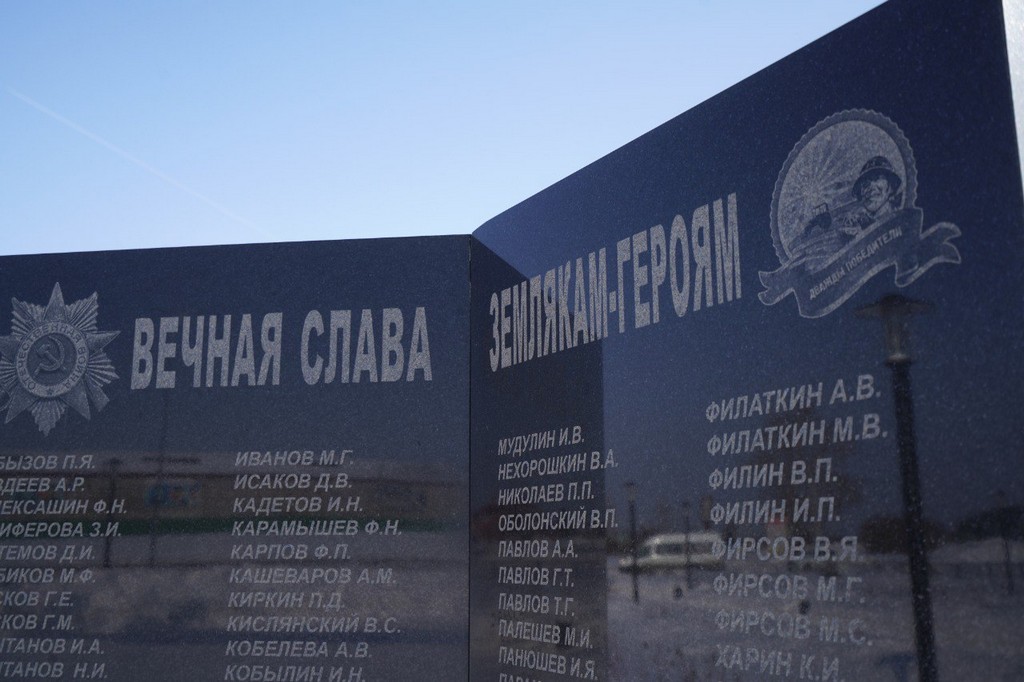 ВЕЧНАЯ СЛАВА
ЗЕМЛЯКАМ-ГЕРОЯМ
ДВАЖДЫ ПОБЕДИТЕЛИ
П.Я.
А.Р.
Ф.Н.
З.И.
Д.И.
М.Ф.
Г.Е.
Г.М.
И.А.
Н.И.
ИВАНОВ М.Г.
ИСАКОВ Д.В.
КАДЕТОВ И.Н.
КАРАМЫШЕВ Ф.Н.
КАРПОВ Ф.П.
КАШЕВАРОВ А.М.
КИРКИН П.Д.
КИСЛЯНСКИЙ В.С.
КОБЕЛЕВА А.В.
КОБЫЛИН И.Н.
МУДУЛИН И.В.
НЕХОРОШКИН В.А.
НИКОЛАЕВ П.П.
ОБОЛОНСКИЙ В.П.
ПАВЛОВ А.А.
ПАВЛОВ Г.Т.
ПАВЛОВ Т.Г.
ПАЛЕШЕВ М.И.
ПАНЮШЕВ И.Я.
ФИЛАТКИН А.В.
ФИЛАТКИН М.В.
ФИЛИН В.П.
ФИЛИН И.П.
ФИРСОВ В.Я.
ФИРСОВ М.Г.
ФИРСОВ М.С.
ХАРИН К.И.